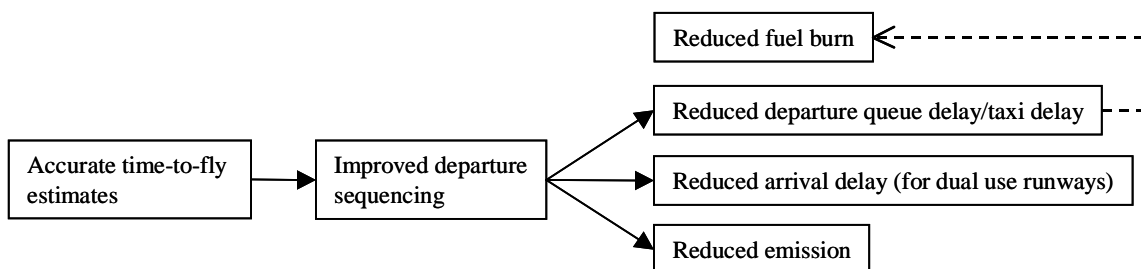 Reduced fuel burn
Reduced departure queue delay/taxi delay
Accurate time-to-fly
estimates
Improved departure
sequencing
Reduced arrival delay (for dual use runways)
Reduced emission